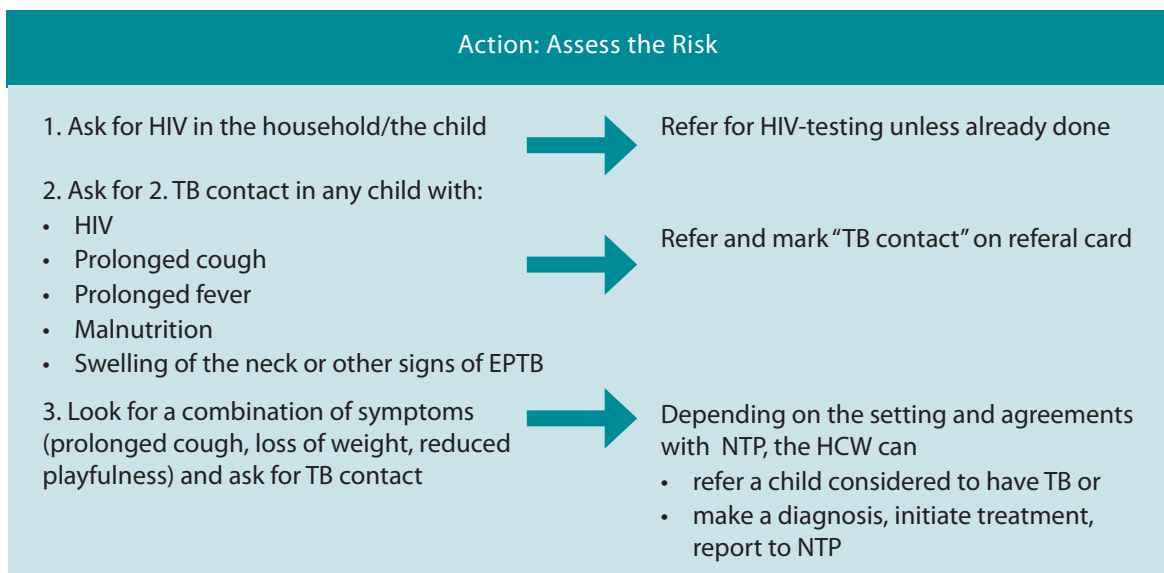 Action: Assess the Risk
1. Ask for HIV in the household/the child
Refer for HIV-testing unless already done
2. Ask for 2. TB contact in any child with:
• HIV
• Prolonged cough
• Prolonged fever
• Malnutrition
• Swelling of the neck or other signs of EPTB
Refer and mark “TB contact” on referal card
3. Look for a combination of symptoms
(prolonged cough, loss of weight, reduced
playfulness) and ask for TB contact
Depending on the setting and agreements
with NTP, the HCW can
• refer a child considered to have TB or
• make a diagnosis, initiate treatment,
report to NTP